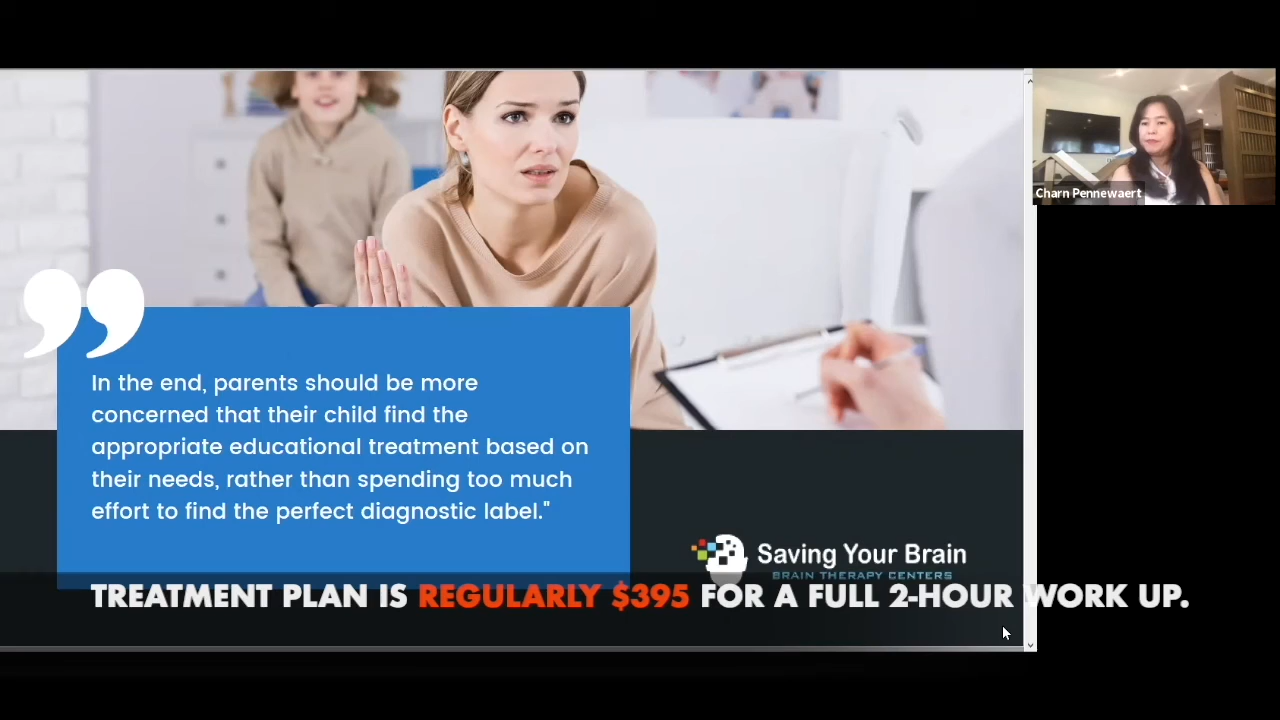 Charn Pennewaert
”
In the end, parents should be more
concerned that their child find the
appropriate educational treatment based on
their needs, rather than spending too much
effort to find the perfect diagnostic label."
Saving Your Brain
BRAIN THERAPY CENTERS
TREATMENT PLAN IS REGULARLY $395 FOR A FULL 2-HOUR WORK UP.